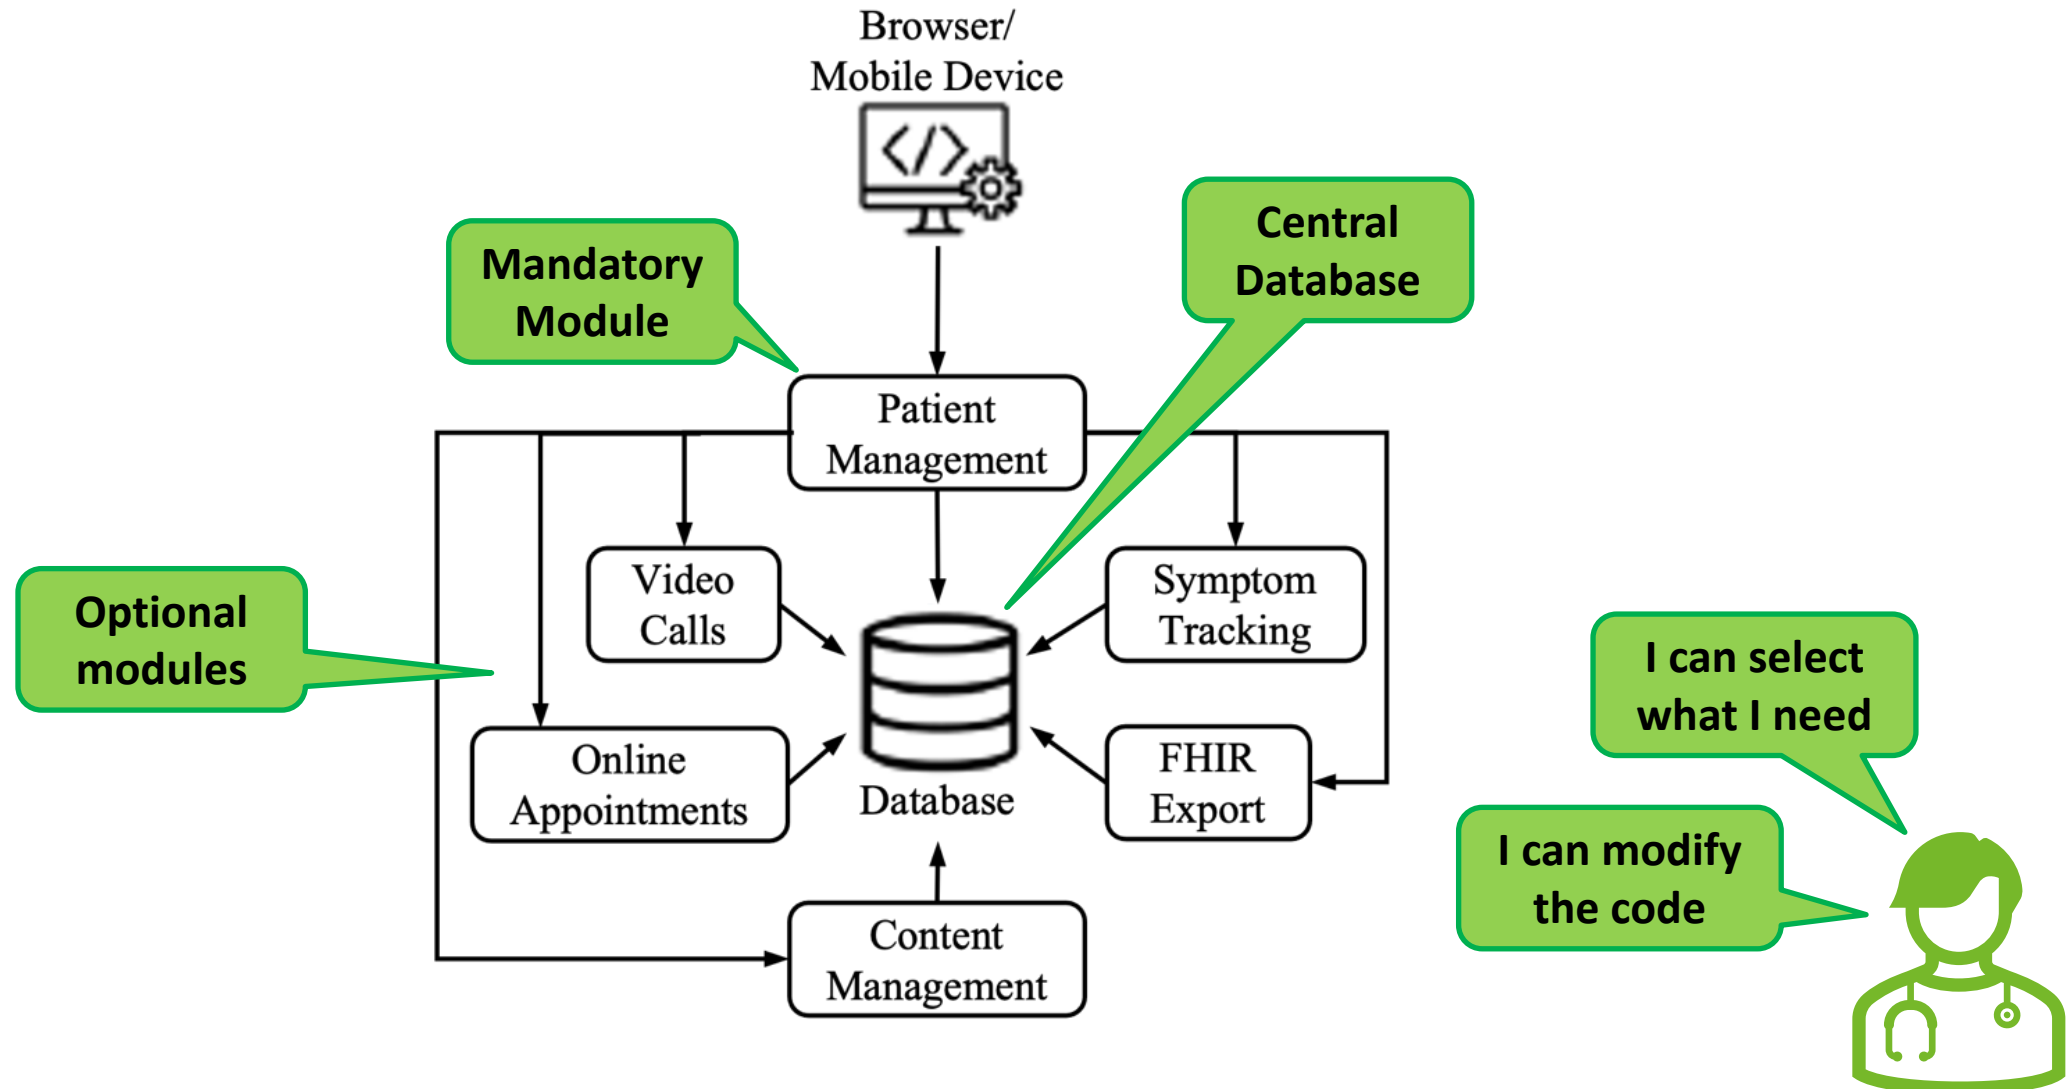 Browser/
Mobile Device
</>
Central
Database
Mandatory
Module
Patient
Management
Video
Calls
Symptom
Tracking
Optional
modules
I can select
what I need
Online
Appointments
Database
FHIR
Export
I can modify
the code
Content
Management